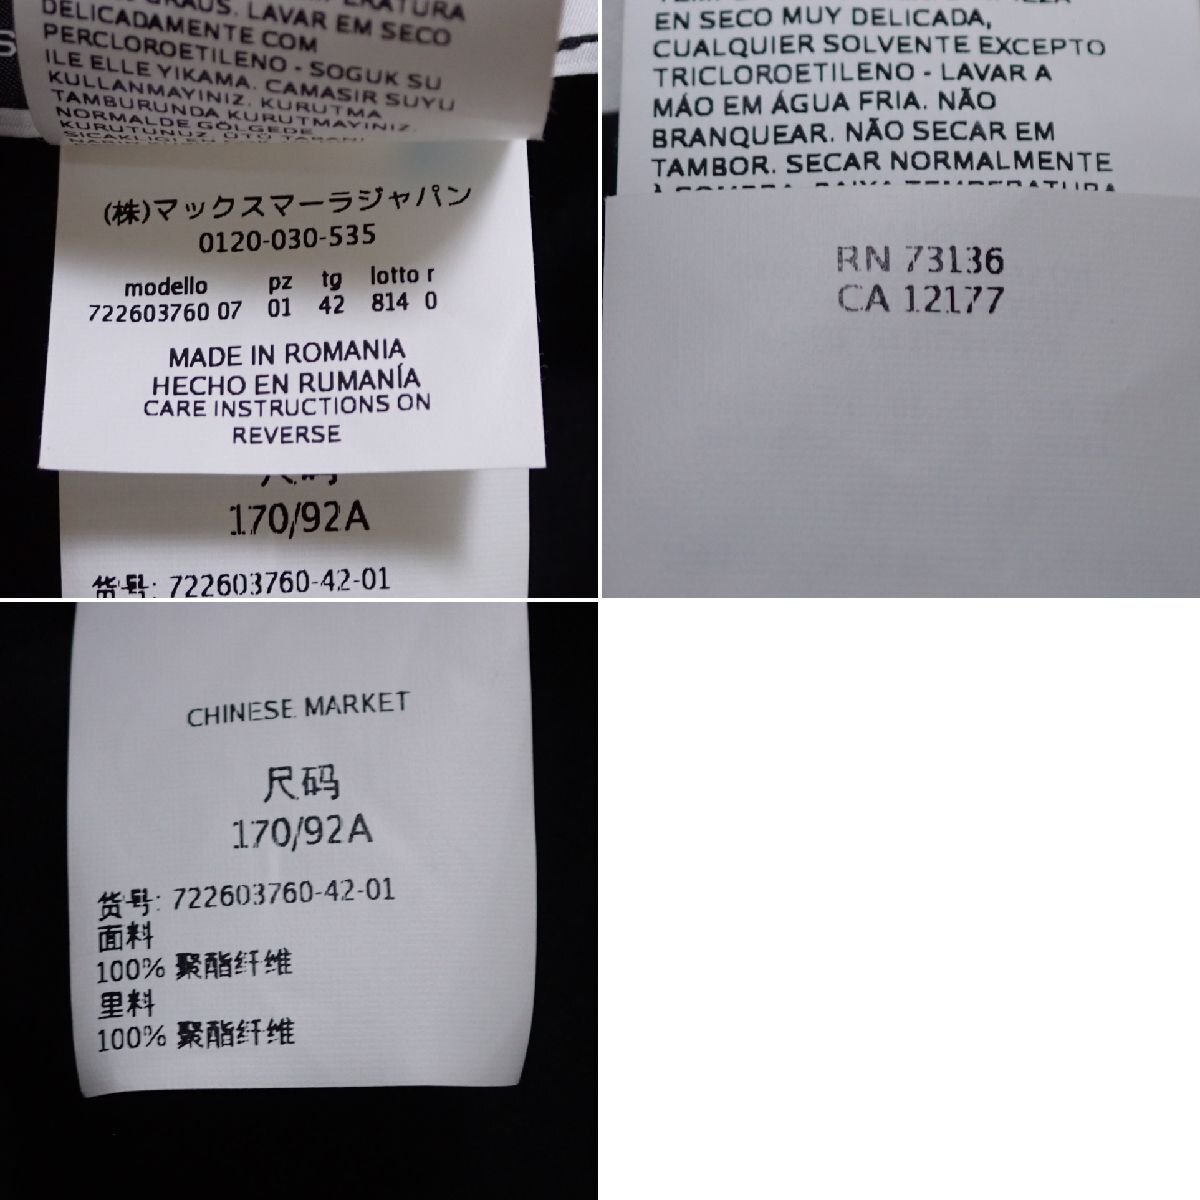 GRAUS. LAVAR EM SECO
DELICADAMENTE COM
PERCLOROETILENO - SOGUK SU
ILE ELLE YIKAMA. CAMASIR SUYU
KULLANMAYINIZ. KURUTMA
TAMBURUNDA KURUTMAYINIZ.
NORMALDE GÖLGEDE
KURUTUNUZ.
(株)マックスマーラジャパン
0120-030-535
modello pz tg lotto r
722603760 07 01 42 814 0
MADE IN ROMANIA
HECHO EN RUMANÍA
CARE INSTRUCTIONS ON
REVERSE
170/92A
货号: 722603760-42-01
EN SECO MUY DELICADA,
CUALQUIER SOLVENTE EXCEPTO
TRICLOROETILENO - LAVAR A
MÁO EM ÁGUA FRIA. NÃO
BRANQUEAR. NÃO SECAR EM
TAMBOR. SECAR NORMALMENTE
RN 73136
CA 12177
CHINESE MARKET
尺码
170/92A
货号: 722603760-42-01
面料
100% 聚酯纤维
里料
100% 聚酯纤维